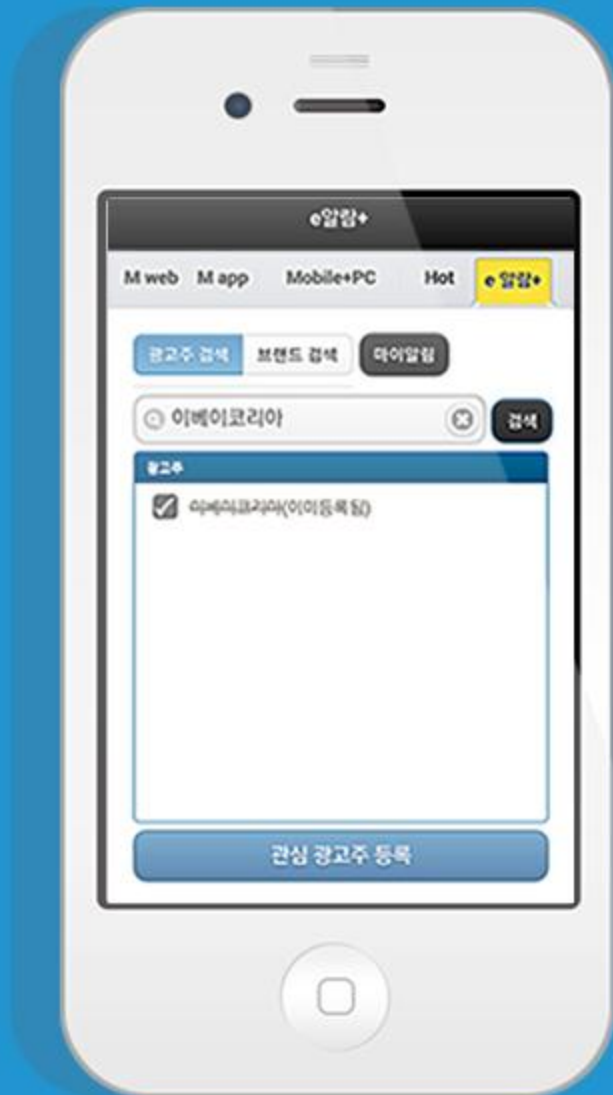 e알람+
M web M app Mobile+PC Hot e 알람+
광고주 검색 브랜드 검색 마이알림
이베이코리아 검색
광고주
이베이코리아(이미등록됨)
관심 광고주 등록